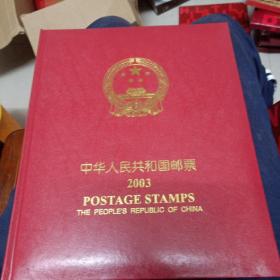 中华人民共和国邮票
2003
POSTAGE STAMPS
THE PEOPLE'S REPUBLIC OF CHINA